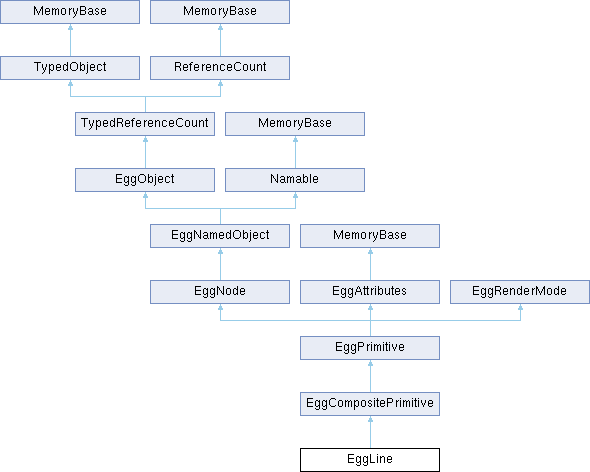 MemoryBase
MemoryBase
TypedObject
ReferenceCount
TypedReferenceCount
MemoryBase
EggObject
Namable
EggNamedObject
MemoryBase
EggNode
EggAttributes
EggRenderMode
EggPrimitive
EggCompositePrimitive
EggLine